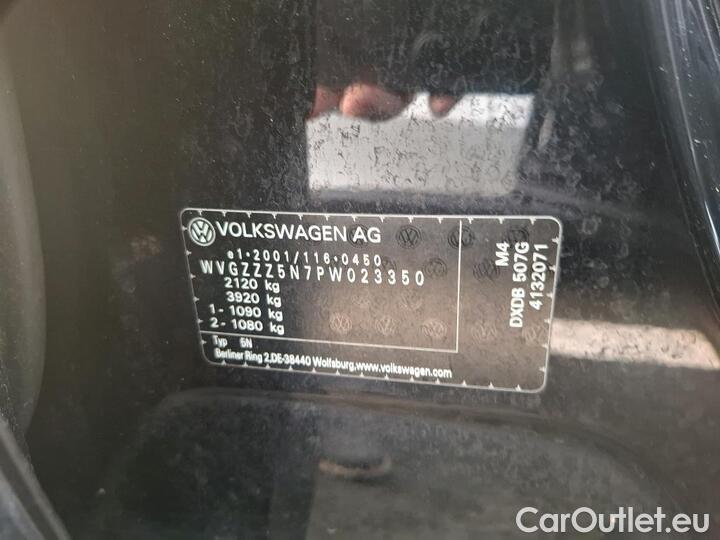 VOLKSWAGEN AG
e1*2001/116*0450
WVGZZZ5N7PW023350
2120 kg
3920 kg
1- 1090 kg
2- 1080 kg
Typ 5N
Berliner Ring 2,DE-38440 Wolfsburg.www.volkswagen.com
M4
DXDB 507G
4132071
CarOutlet.eu